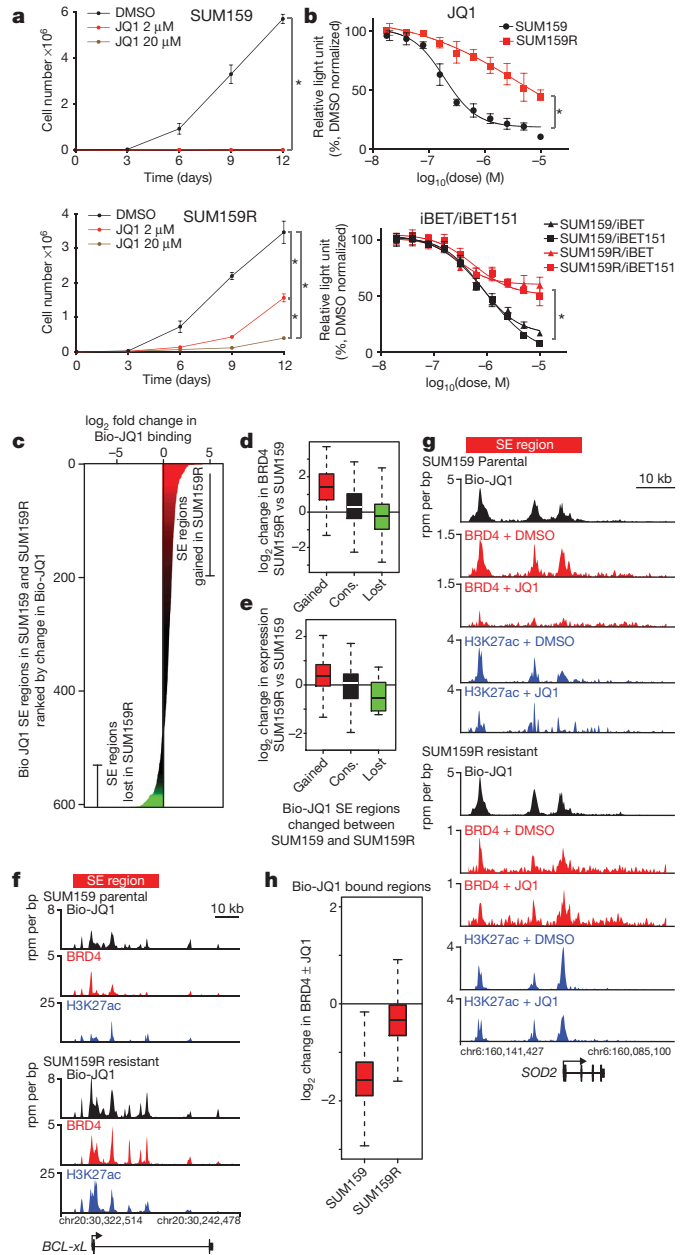 a
SUM159
DMSO
JQ1 2 µM
JQ1 20 µM
Cell number ×10⁶
6
4
2
0
*
0 3 6 9 12
Time (days)
SUM159R
DMSO
JQ1 2 µM
JQ1 20 µM
Cell number ×10⁶
4
3
2
1
0
*
*
*
0 3 6 9 12
Time (days)
b
JQ1
SUM159
SUM159R
Relative light unit
(%, DMSO normalized)
100
50
0
*
−8 −7 −6 −5
log₁₀(dose) (M)
iBET/iBET151
SUM159/iBET
SUM159/iBET151
SUM159R/iBET
SUM159R/iBET151
Relative light unit
(%, DMSO normalized)
100
50
0
*
−8 −7 −6 −5
log₁₀(dose, M)
c
log₂ fold change in
Bio-JQ1 binding
−5 0 5
Bio JQ1 SE regions in SUM159 and SUM159R
ranked by change in Bio-JQ1
0
200
400
600
SE regions
gained in SUM159R
SE regions
lost in SUM159R
d
log₂ change in BRD4
SUM159R vs SUM159
2
0
−2
Gained
Cons.
Lost
e
log₂ change in expression
SUM159R vs SUM159
2
0
−2
Gained
Cons.
Lost
Bio-JQ1 SE regions
changed between
SUM159 and SUM159R
f
SE region
10 kb
SUM159 parental
rpm per bp
8
Bio-JQ1
5
BRD4
25
H3K27ac
SUM159R resistant
rpm per bp
8
Bio-JQ1
5
BRD4
25
H3K27ac
chr20:30,322,514 chr20:30,242,478
BCL-xL
g
SE region
SUM159 Parental
10 kb
rpm per bp
5
Bio-JQ1
1.5
BRD4 + DMSO
1.5
BRD4 + JQ1
4
H3K27ac + DMSO
4
H3K27ac + JQ1
SUM159R resistant
rpm per bp
5
Bio-JQ1
1
BRD4 + DMSO
1
BRD4 + JQ1
4
H3K27ac + DMSO
4
H3K27ac + JQ1
chr6:160,141,427 chr6:160,085,100
SOD2
h
Bio-JQ1 bound regions
log₂ change in BRD4 ± JQ1
2
0
−2
SUM159
SUM159R